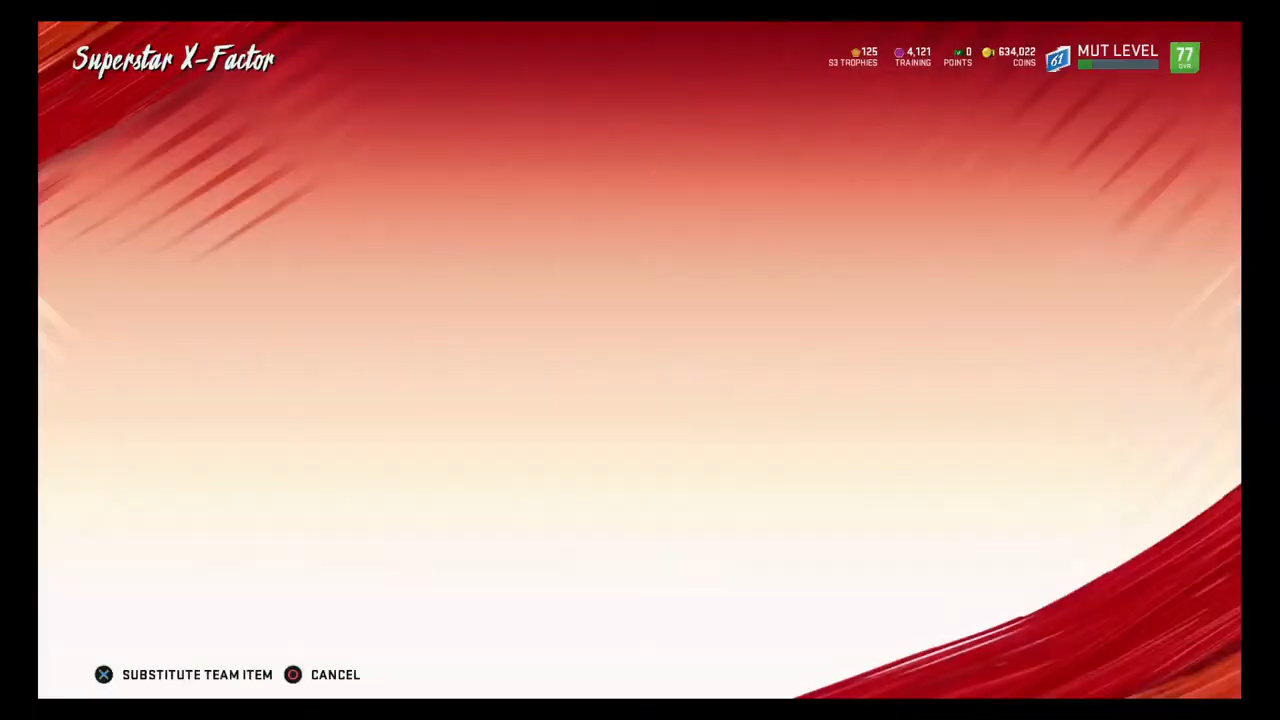 Superstar X-Factor
125 S3 TROPHIES
4,121 TRAINING
0 POINTS
634,022 COINS
61
MUT LEVEL
77 OVR
SUBSTITUTE TEAM ITEM
CANCEL